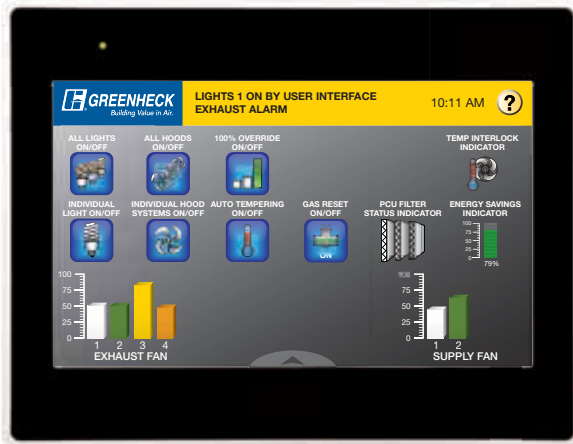 GREENHECK
Building Value in Air.
LIGHTS 1 ON BY USER INTERFACE
EXHAUST ALARM
10:11 AM
?
ALL LIGHTS
ON/OFF
ALL HOODS
ON/OFF
100% OVERRIDE
ON/OFF
TEMP INTERLOCK
INDICATOR
INDIVIDUAL
LIGHT ON/OFF
INDIVIDUAL HOOD
SYSTEMS ON/OFF
AUTO TEMPERING
ON/OFF
GAS RESET
ON/OFF
ON
PCU FILTER
STATUS INDICATOR
ENERGY SAVINGS
INDICATOR
100
75
50
25
0
79%
100
75
50
25
0
1 2 3 4
EXHAUST FAN
75
50
25
0
1 2
SUPPLY FAN